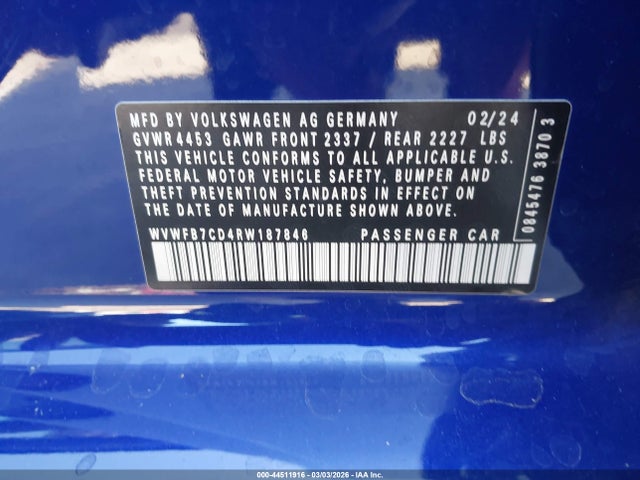 MFD BY VOLKSWAGEN AG GERMANY 02/24
GVWR 4453 GAWR FRONT 2337 / REAR 2227 LBS
THIS VEHICLE CONFORMS TO ALL APPLICABLE U.S.
FEDERAL MOTOR VEHICLE SAFETY, BUMPER AND
THEFT PREVENTION STANDARDS IN EFFECT ON
DATE OF MANUFACTURE SHOWN ABOVE.
WVWFB7CD4RW187846 PASSENGER CAR
0845476 3870 3
000-44511916 | 03/03/2026 | IAA Inc.